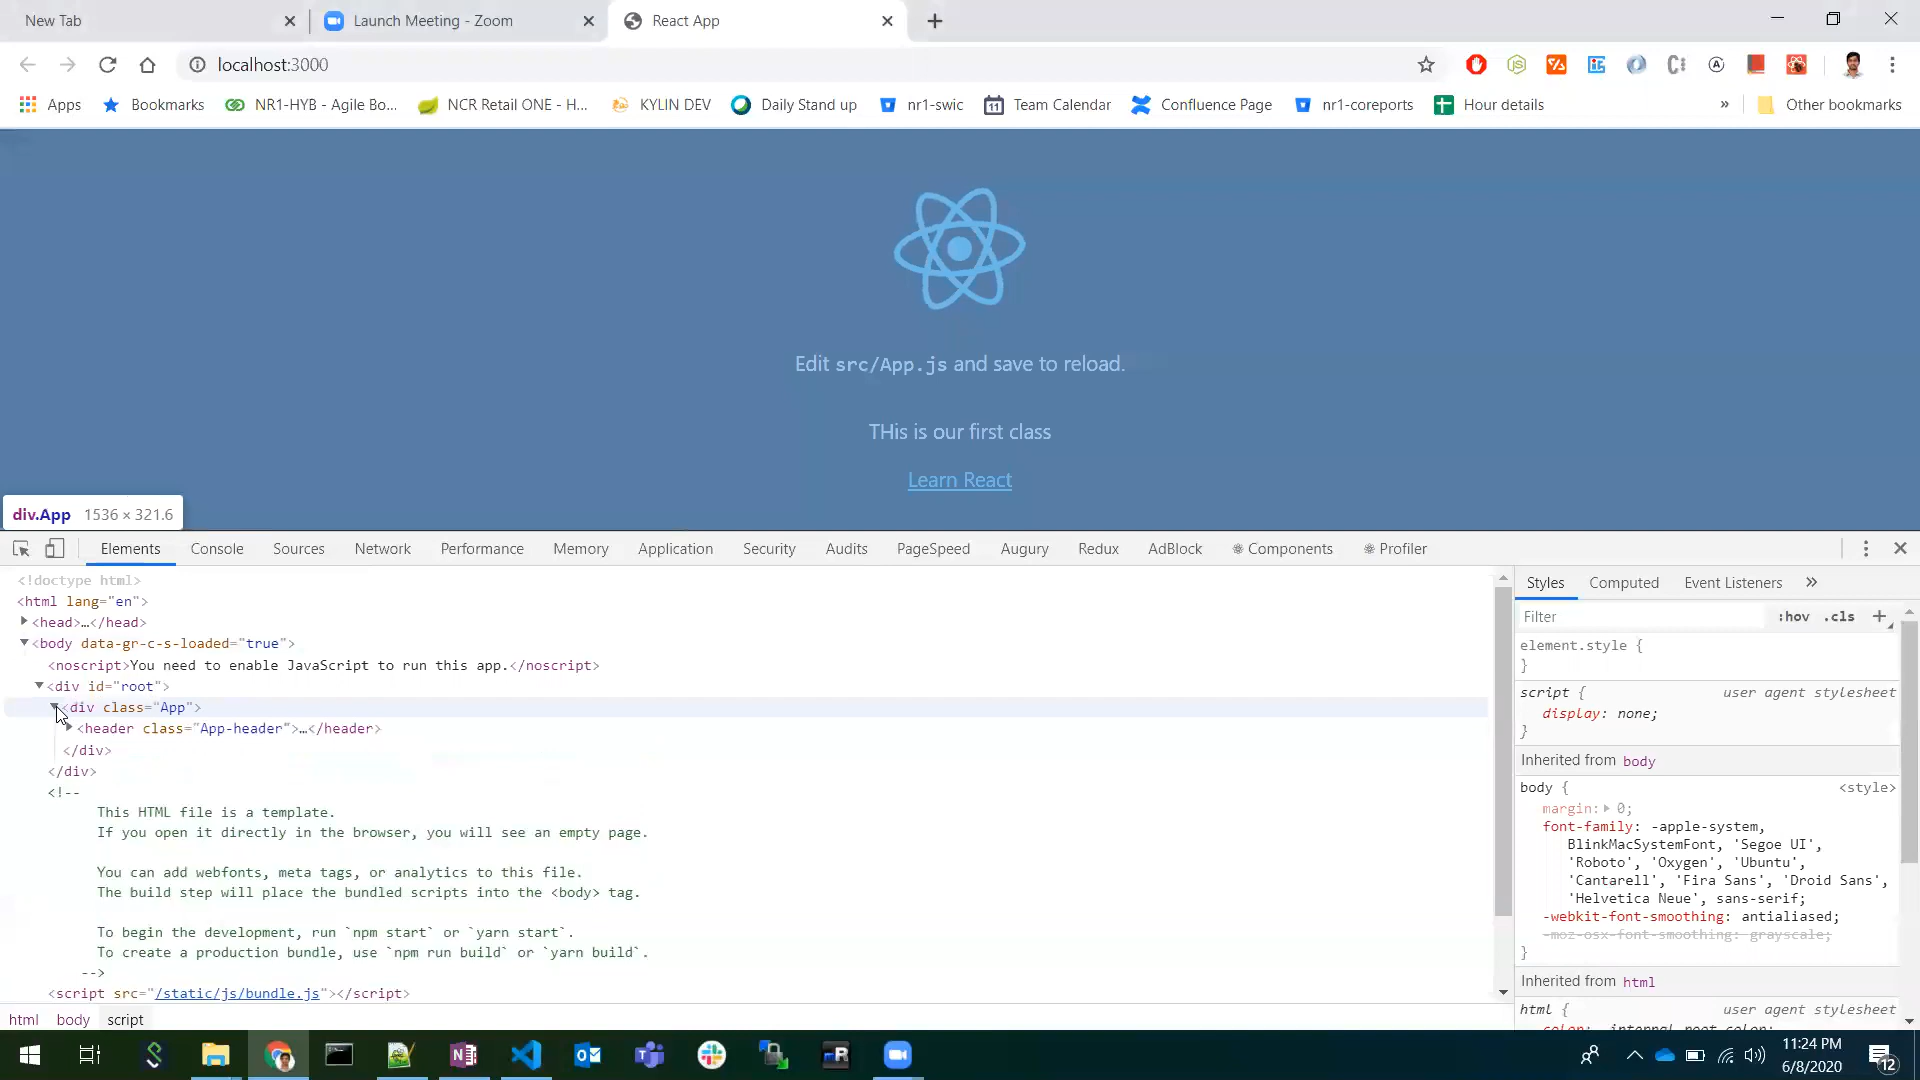 New Tab
Launch Meeting - Zoom
React App
localhost:3000
Apps
Bookmarks
NR1-HYB - Agile Bo...
NCR Retail ONE - H...
KYLIN DEV
Daily Stand up
nr1-swic
11
Team Calendar
Confluence Page
nr1-coreports
Hour details
»
Other bookmarks
Edit src/App.js and save to reload.
THis is our first class
Learn React
div.App 1536 × 321.6
Elements
Console
Sources
Network
Performance
Memory
Application
Security
Audits
PageSpeed
Augury
Redux
AdBlock
Components
Profiler
<!doctype html>
<html lang="en">
<head>…</head>
<body data-gr-c-s-loaded="true">
<noscript>You need to enable JavaScript to run this app.</noscript>
<div id="root">
<div class="App">
<header class="App-header">…</header>
</div>
</div>
<!--
This HTML file is a template.
If you open it directly in the browser, you will see an empty page.
You can add webfonts, meta tags, or analytics to this file.
The build step will place the bundled scripts into the <body> tag.
To begin the development, run `npm start` or `yarn start`.
To create a production bundle, use `npm run build` or `yarn build`.
-->
<script src="/static/js/bundle.js"></script>
html body script
Styles
Computed
Event Listeners
»
Filter
:hov .cls +
element.style {
}
script { user agent stylesheet
display: none;
}
Inherited from body
body { <style>
margin: 0;
font-family: -apple-system,
BlinkMacSystemFont, 'Segoe UI',
'Roboto', 'Oxygen', 'Ubuntu',
'Cantarell', 'Fira Sans', 'Droid Sans',
'Helvetica Neue', sans-serif;
-webkit-font-smoothing: antialiased;
-moz-osx-font-smoothing: grayscale;
}
Inherited from html
html { user agent stylesheet
color: -internal-root-color;
11:24 PM
6/8/2020
12